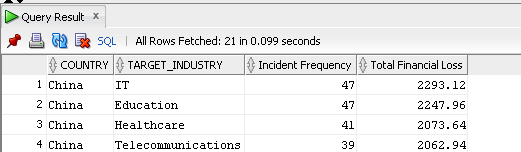 Query Result x
SQL | All Rows Fetched: 21 in 0.099 seconds
COUNTRY TARGET_INDUSTRY Incident Frequency Total Financial Loss
1 China IT 47 2293.12
2 China Education 47 2247.96
3 China Healthcare 41 2073.64
4 China Telecommunications 39 2062.94